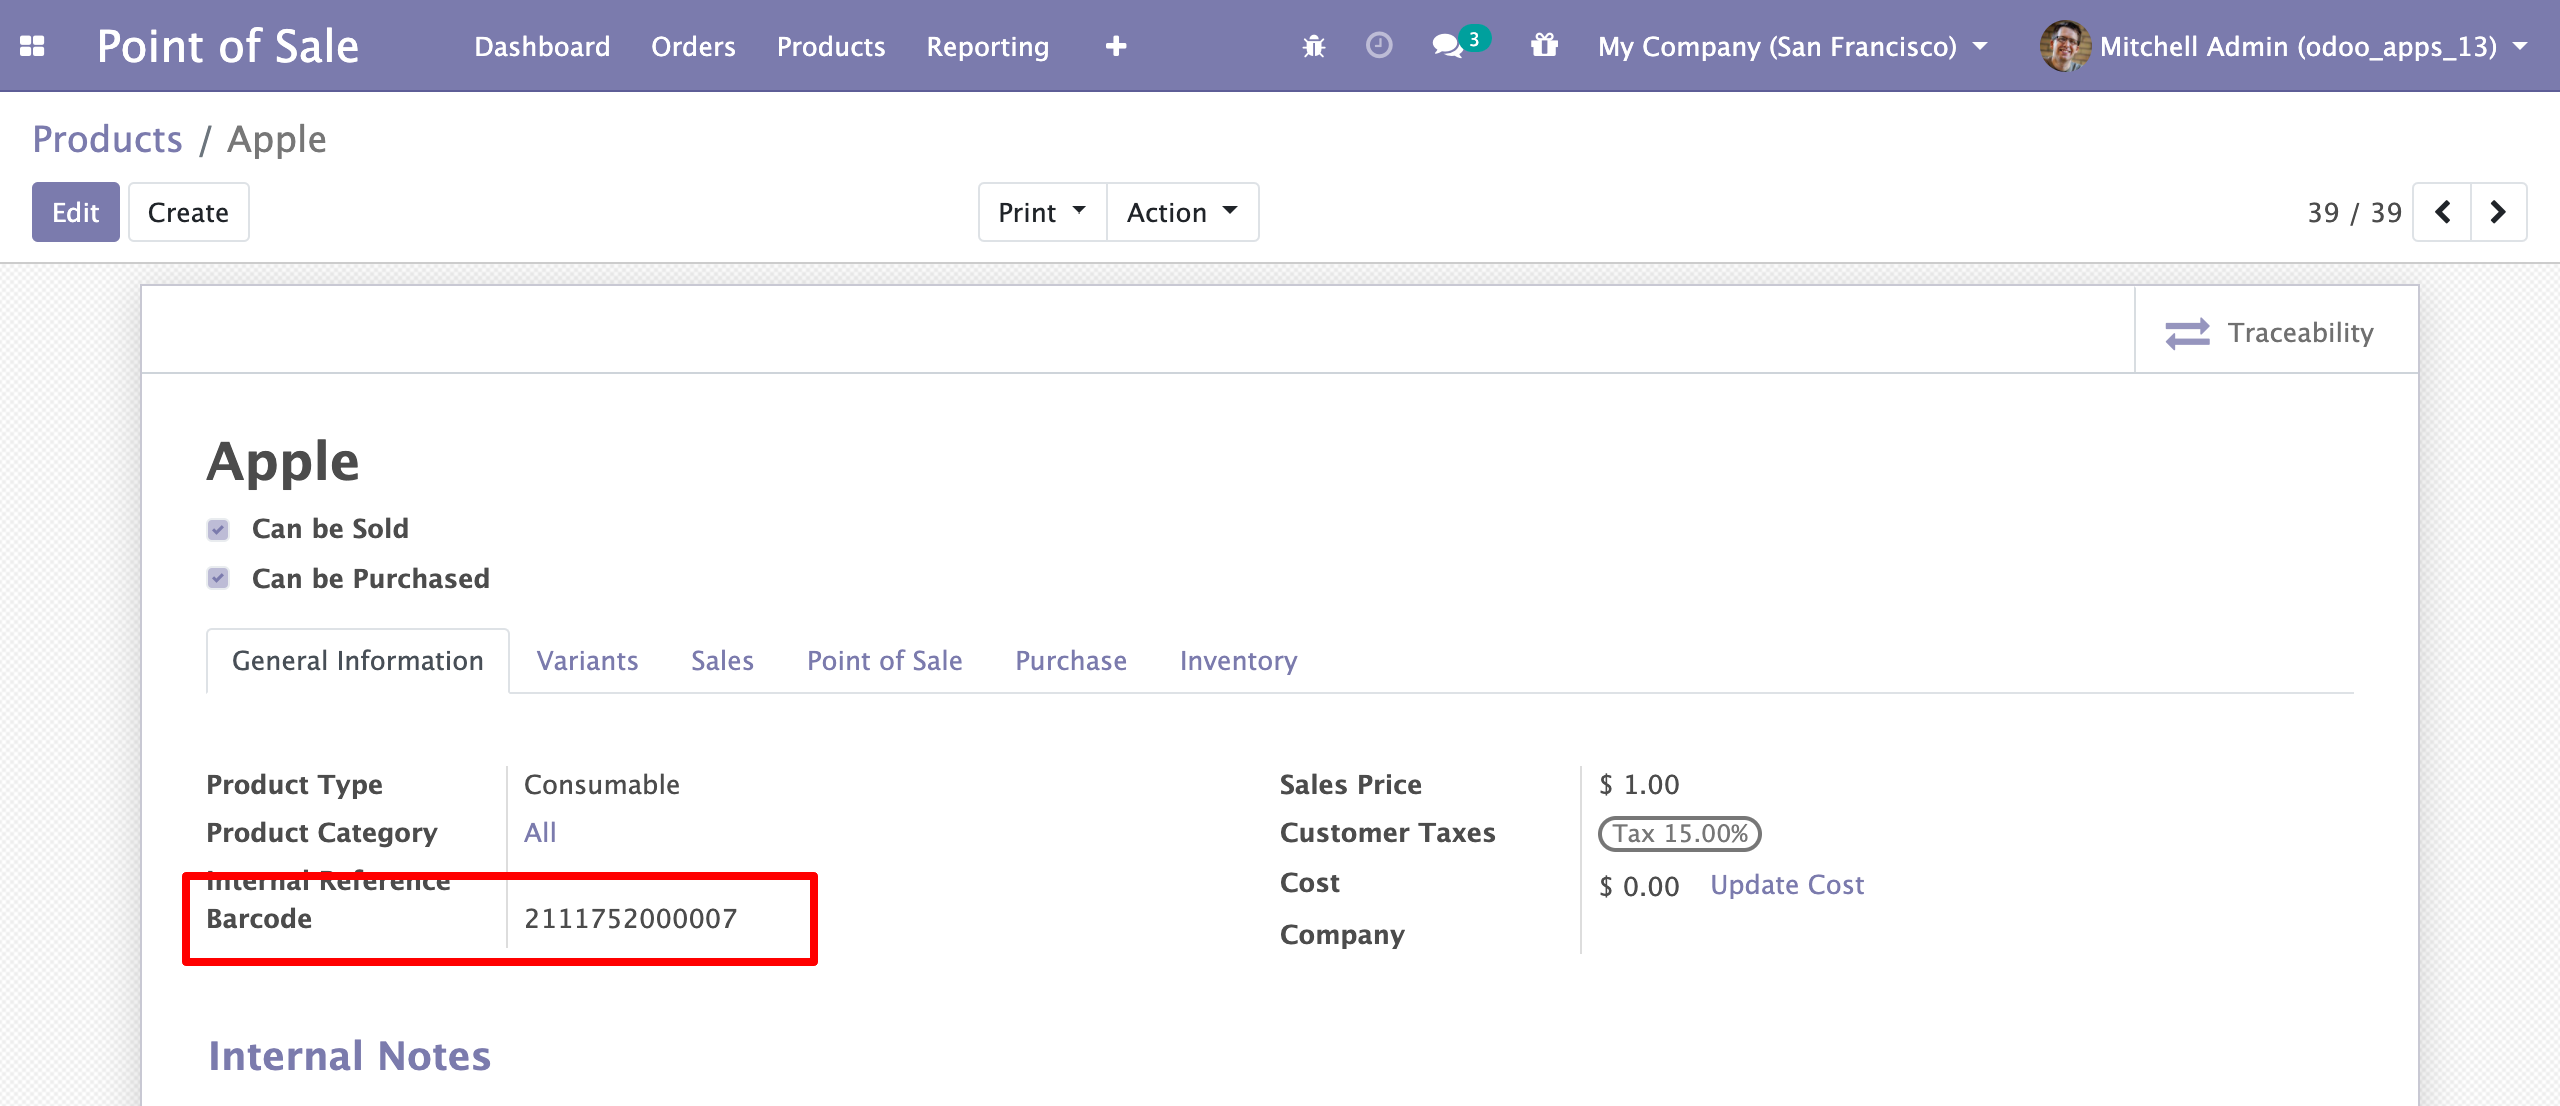 Point of Sale Dashboard Orders Products Reporting 3 My Company (San Francisco) Mitchell Admin (odoo_apps_13)
Products / Apple
Edit Create Print Action 39 / 39
Traceability
Apple
Can be Sold
Can be Purchased
General Information Variants Sales Point of Sale Purchase Inventory
Product Type Consumable
Product Category All
Internal Reference
Barcode 2111752000007
Sales Price $ 1.00
Customer Taxes Tax 15.00%
Cost $ 0.00 Update Cost
Company
Internal Notes